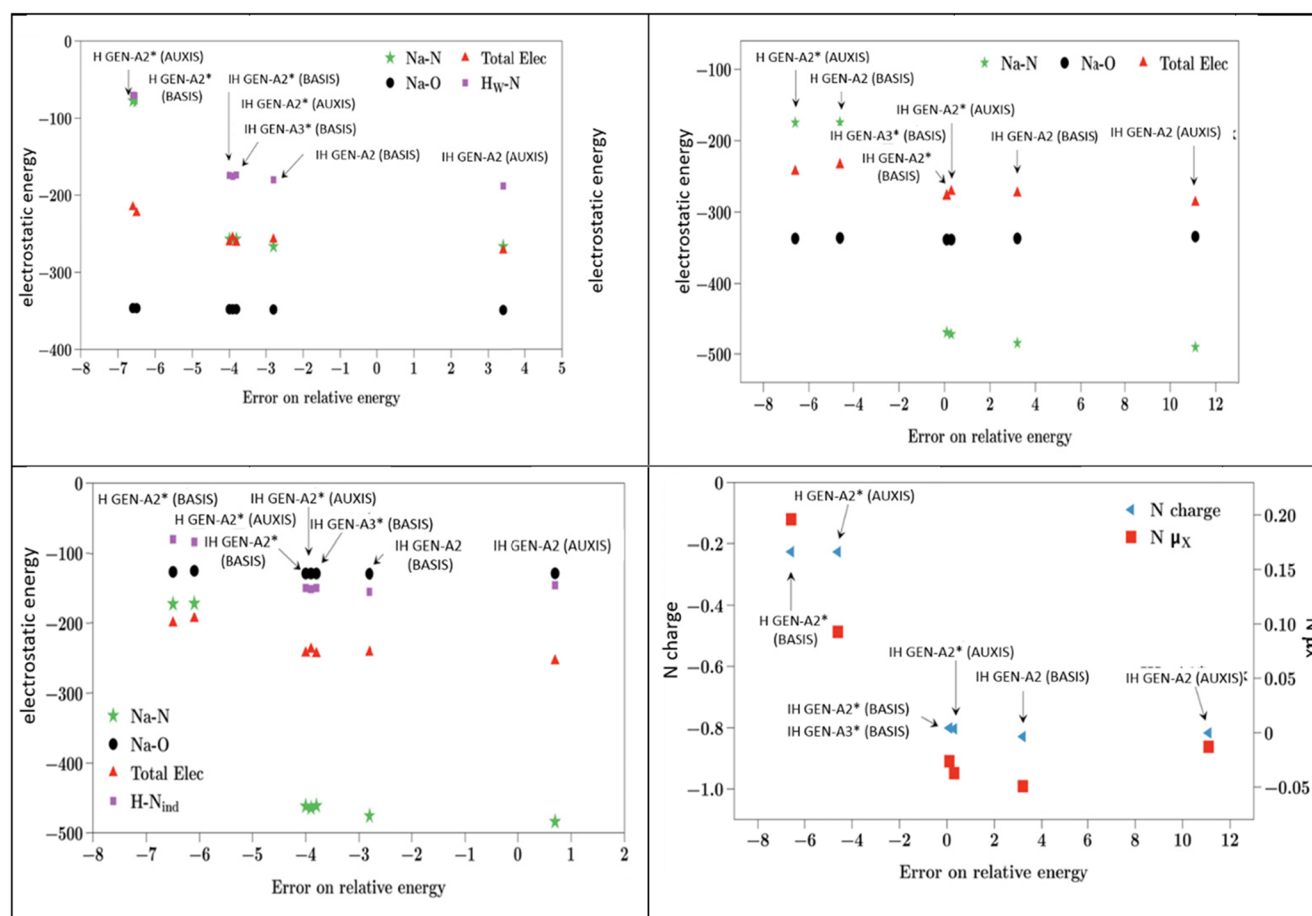 0
−100
−200
−300
−400
electrostatic energy
H GEN-A2* (AUXIS)
H GEN-A2*
(BASIS)
IH GEN-A2* (BASIS)
IH GEN-A2* (AUXIS)
IH GEN-A3* (BASIS)
IH GEN-A2 (BASIS)
IH GEN-A2 (AUXIS)
Na-N Total Elec
Na-O H_W-N
−8 −7 −6 −5 −4 −3 −2 −1 0 1 2 3 4 5
Error on relative energy
electrostatic energy
−100
−200
−300
−400
−500
electrostatic energy
Na-N Na-O Total Elec
H GEN-A2* (AUXIS)
H GEN-A2 (BASIS)
IH GEN-A2* (AUXIS)
IH GEN-A3* (BASIS)
IH GEN-A2*
(BASIS)
IH GEN-A2 (BASIS)
IH GEN-A2 (AUXIS)
−8 −6 −4 −2 0 2 4 6 8 10 12
Error on relative energy
0
−100
−200
−300
−400
−500
electrostatic energy
H GEN-A2* (BASIS)
IH GEN-A2* (AUXIS)
H GEN-A2* (AUXIS)
IH GEN-A3* (BASIS)
IH GEN-A2*
(BASIS)
IH GEN-A2
(BASIS)
IH GEN-A2 (AUXIS)
Na-N
Na-O
Total Elec
H-N_ind
−8 −7 −6 −5 −4 −3 −2 −1 0 1 2
Error on relative energy
0
−0.2
−0.4
−0.6
−0.8
−1.0
N charge
H GEN-A2* (AUXIS)
N charge
N μ_X
H GEN-A2*
(BASIS)
IH GEN-A2* (AUXIS)
IH GEN-A2 (BASIS)
IH GEN-A2 (AUXIS)
IH GEN-A2* (BASIS)
IH GEN-A3* (BASIS)
0.20
0.15
0.10
0.05
0
−0.05
−8 −6 −4 −2 0 2 4 6 8 10 12
Error on relative energy